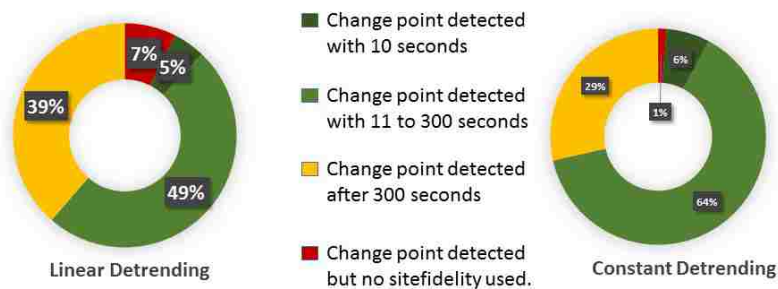 7%
5%
39%
49%
Linear Detrending
Change point detected
with 10 seconds
Change point detected
with 11 to 300 seconds
Change point detected
after 300 seconds
Change point detected
but no sitefidelity used.
6%
29%
1%
64%
Constant Detrending